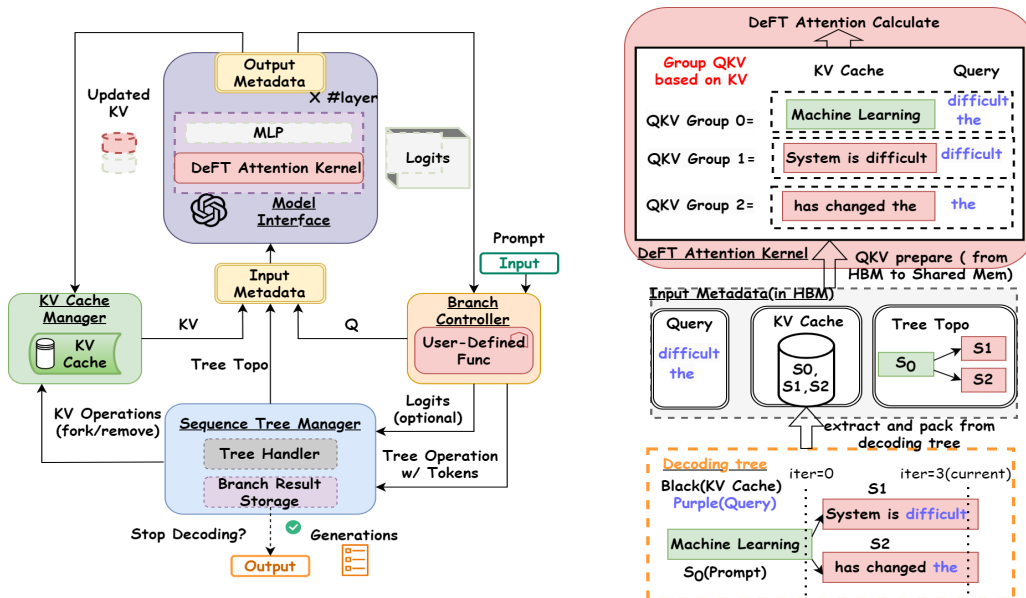 Output
Metadata
X #layer
MLP
DeFT Attention Kernel
Model
Interface
Updated
KV
Logits
Prompt
Input
Input
Metadata
KV Cache
Manager
KV
Cache
KV
Q
Tree Topo
Branch
Controller
User-Defined
Func
KV Operations
(fork/remove)
Logits
(optional)
Tree Operation
w/ Tokens
Sequence Tree Manager
Tree Handler
Branch Result
Storage
Stop Decoding?
Generations
Output
DeFT Attention Calculate
Group QKV
based on KV
KV Cache
Query
QKV Group 0=
Machine Learning
difficult
the
QKV Group 1=
System is difficult
difficult
QKV Group 2=
has changed the
the
DeFT Attention Kernel
QKV prepare ( from
HBM to Shared Mem)
Input Metadata(in HBM)
Query
difficult
the
KV Cache
S0,
S1,S2
Tree Topo
S0
S1
S2
extract and pack from
decoding tree
Decoding tree
iter=0
iter=3(current)
Black(KV Cache)
Purple(Query)
S1
System is difficult
Machine Learning
S2
has changed the
S0(Prompt)